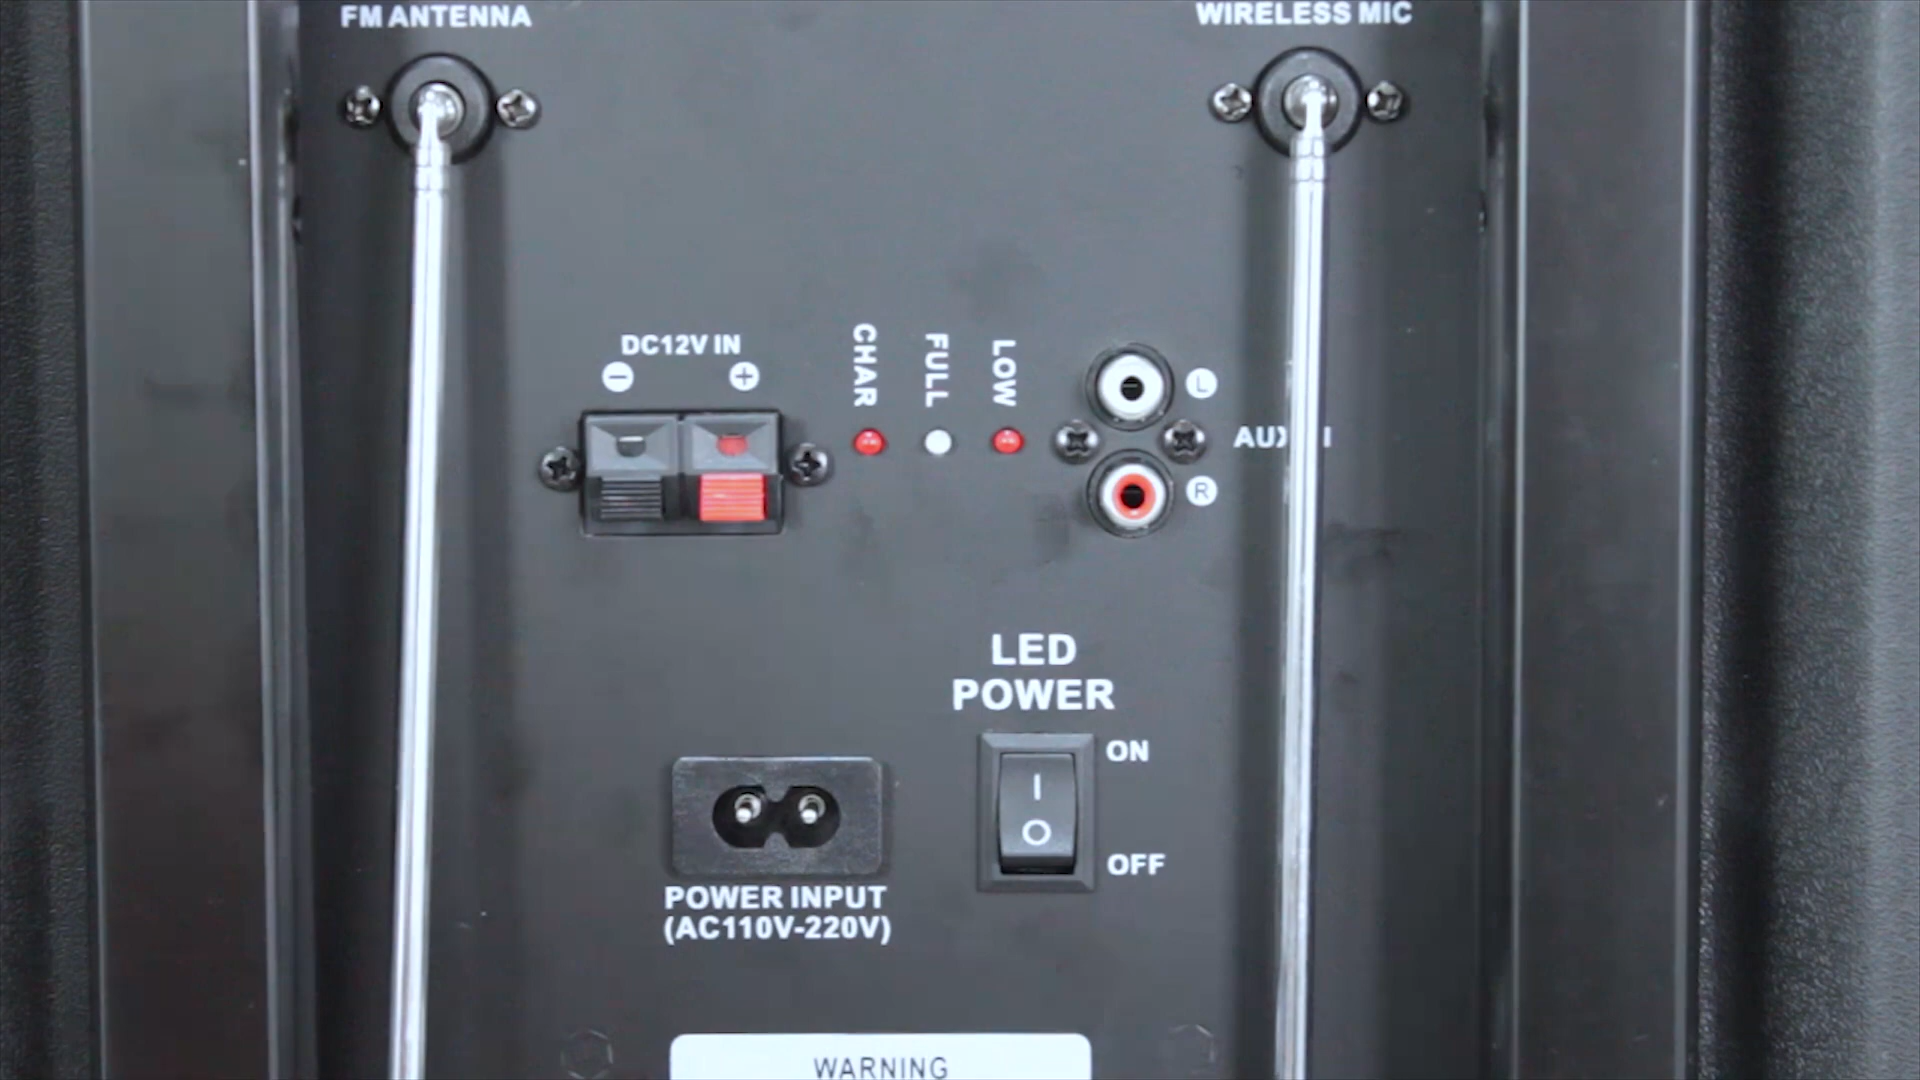 FM ANTENNA
WIRELESS MIC
DC12V IN
− +
CHAR
FULL
LOW
L
R
LED
POWER
ON
I
O
OFF
POWER INPUT
(AC110V-220V)
WARNING